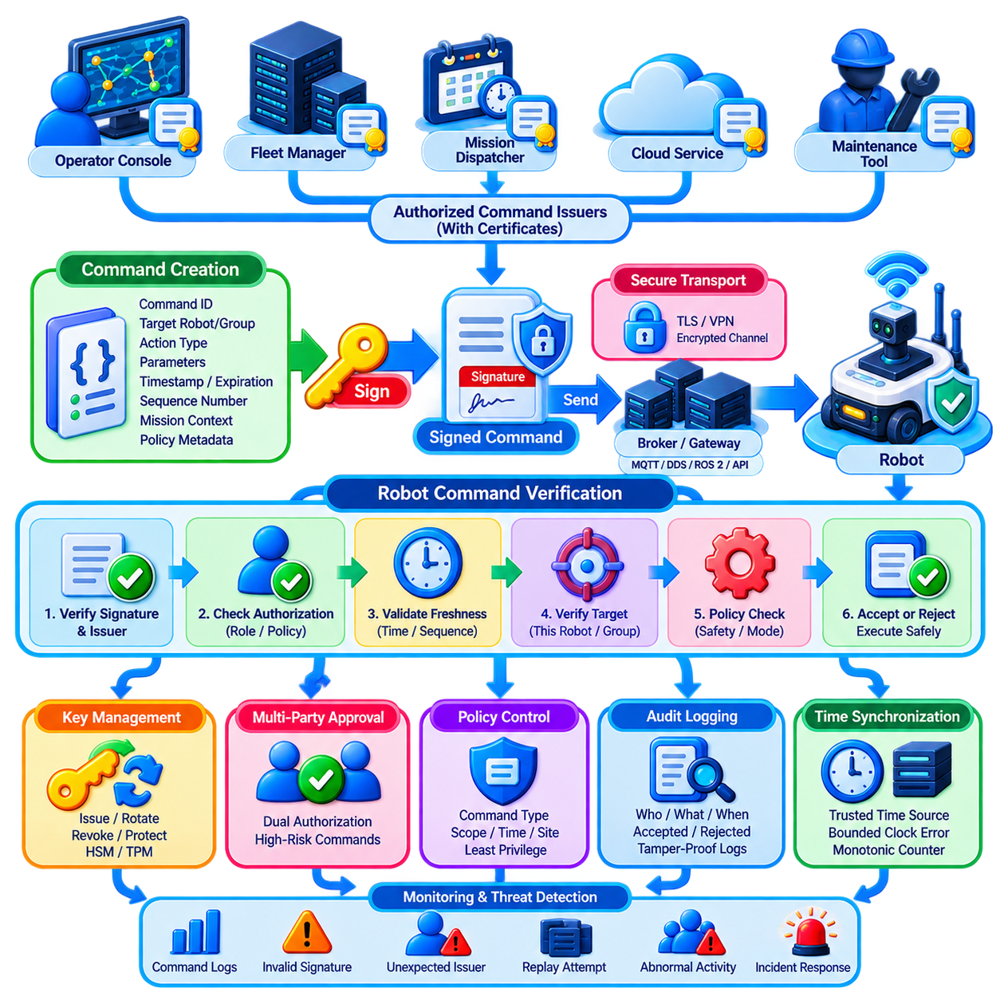 Operator Console
Fleet Manager
Mission
Dispatcher
Cloud Service
Maintenance
Tool
Authorized Command Issuers
(With Certificates)
Command Creation
Command ID
Target Robot/Group
Action Type
Parameters
Timestamp / Expiration
Sequence Number
Mission Context
Policy Metadata
Sign
Signature
Signed Command
Send
Secure Transport
TLS / VPN
Encrypted Channel
Broker / Gateway
MQTT / DDS / ROS 2 / API
Robot
Robot Command Verification
1. Verify Signature
& Issuer
2. Check Authorization
(Role / Policy)
3. Validate Freshness
(Time / Sequence)
4. Verify Target
(This Robot / Group)
5. Policy Check
(Safety / Mode)
6. Accept or Reject
Execute Safely
Key Management
Issue / Rotate
Revoke / Protect
HSM / TPM
Multi-Party Approval
Dual Authorization
High-Risk Commands
Policy Control
Command Type
Scope / Time / Site
Least Privilege
Audit Logging
Who / What / When
Accepted / Rejected
Tamper-Proof Logs
Time Synchronization
Trusted Time Source
Bounded Clock Error
Monotonic Counter
Monitoring & Threat Detection
Command Logs
Invalid Signature
Unexpected Issuer
Replay Attempt
Abnormal Activity
Incident Response